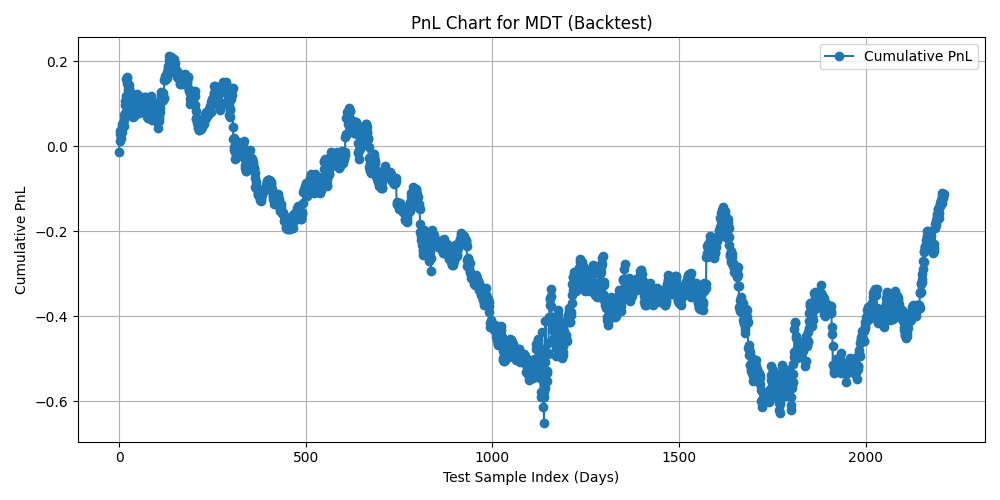 PnL Chart for MDT (Backtest)
Cumulative PnL
0.2
0.0
−0.2
−0.4
−0.6
Cumulative PnL
0
500
1000
1500
2000
Test Sample Index (Days)